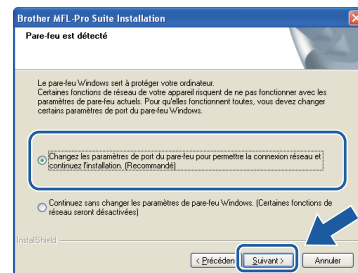 Brother MFL-Pro Suite Installation
Pare-feu est détecté
Le pare-feu Windows sert à protéger votre ordinateur.
Certaines fonctions de réseau de votre appareil risquent de ne pas fonctionner avec les
paramètres de pare-feu actuels. Pour qu'elles fonctionnent toutes, vous devez changer
certains paramètres de port du pare-feu Windows.
Changez les paramètres de port du pare-feu pour permettre la connexion réseau et
continuez l'installation. (Recommandé)
Continuez sans changer les paramètres de pare-feu Windows. (Certaines fonctions de
réseau seront désactivées)
InstallShield
< Précéden
Suivant >
Annuler